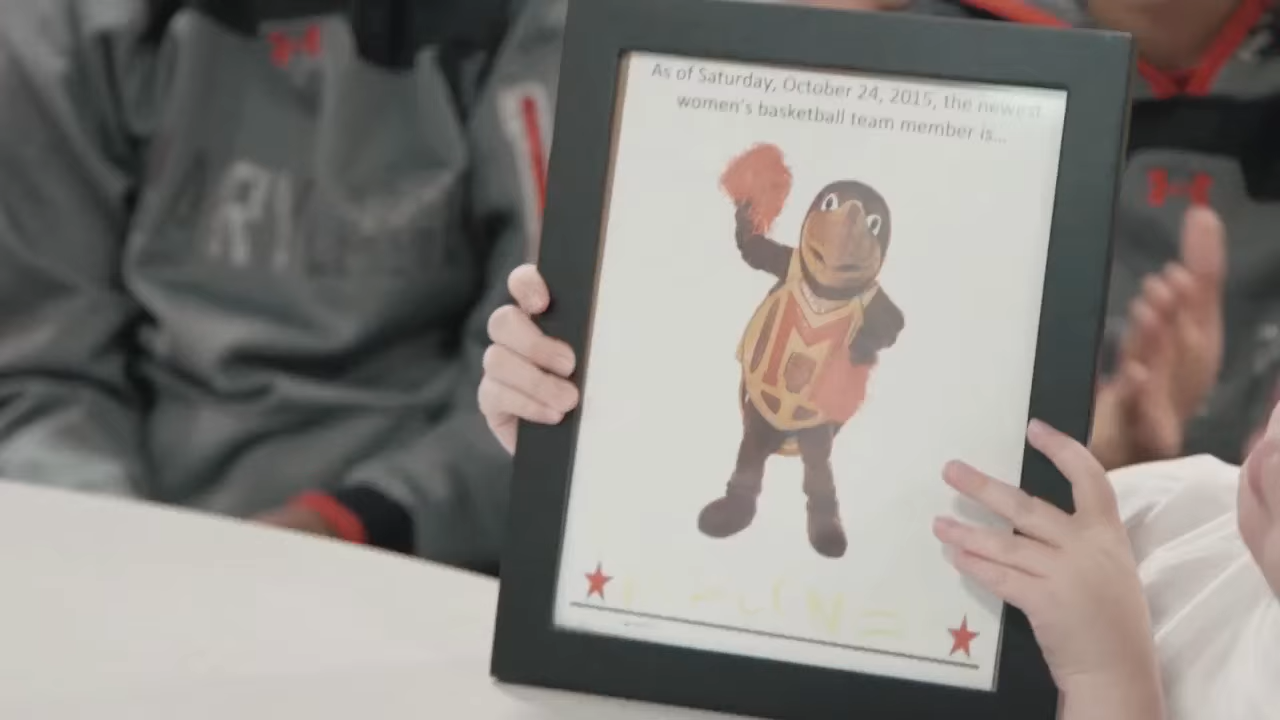 As of Saturday, October 24, 2015, the newest
women's basketball team member is...
M